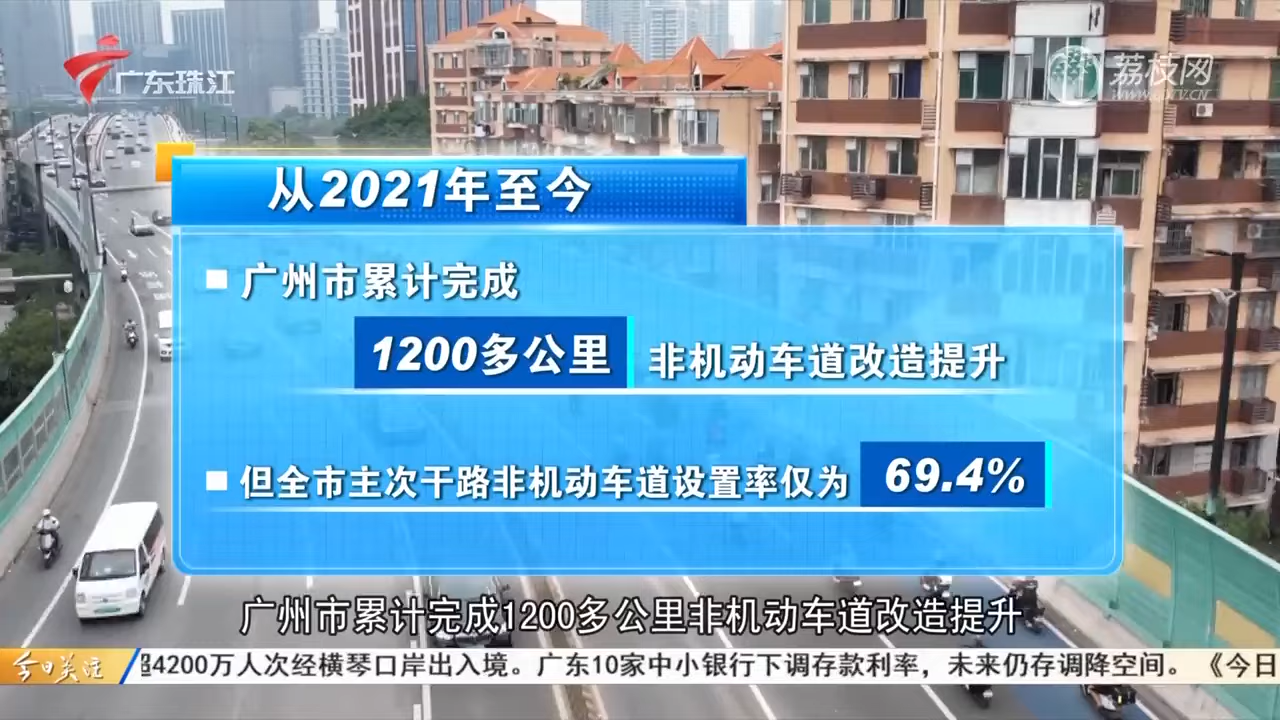 广东珠江
荔枝网
WWW.GDTV.CN
从2021年至今
广州市累计完成
1200多公里 非机动车道改造提升
但全市主次干路非机动车道设置率仅为 69.4%
广州市累计完成1200多公里非机动车道改造提升
今日关注 超4200万人次经横琴口岸出入境。广东10家中小银行下调存款利率，未来仍存调降空间。《今日